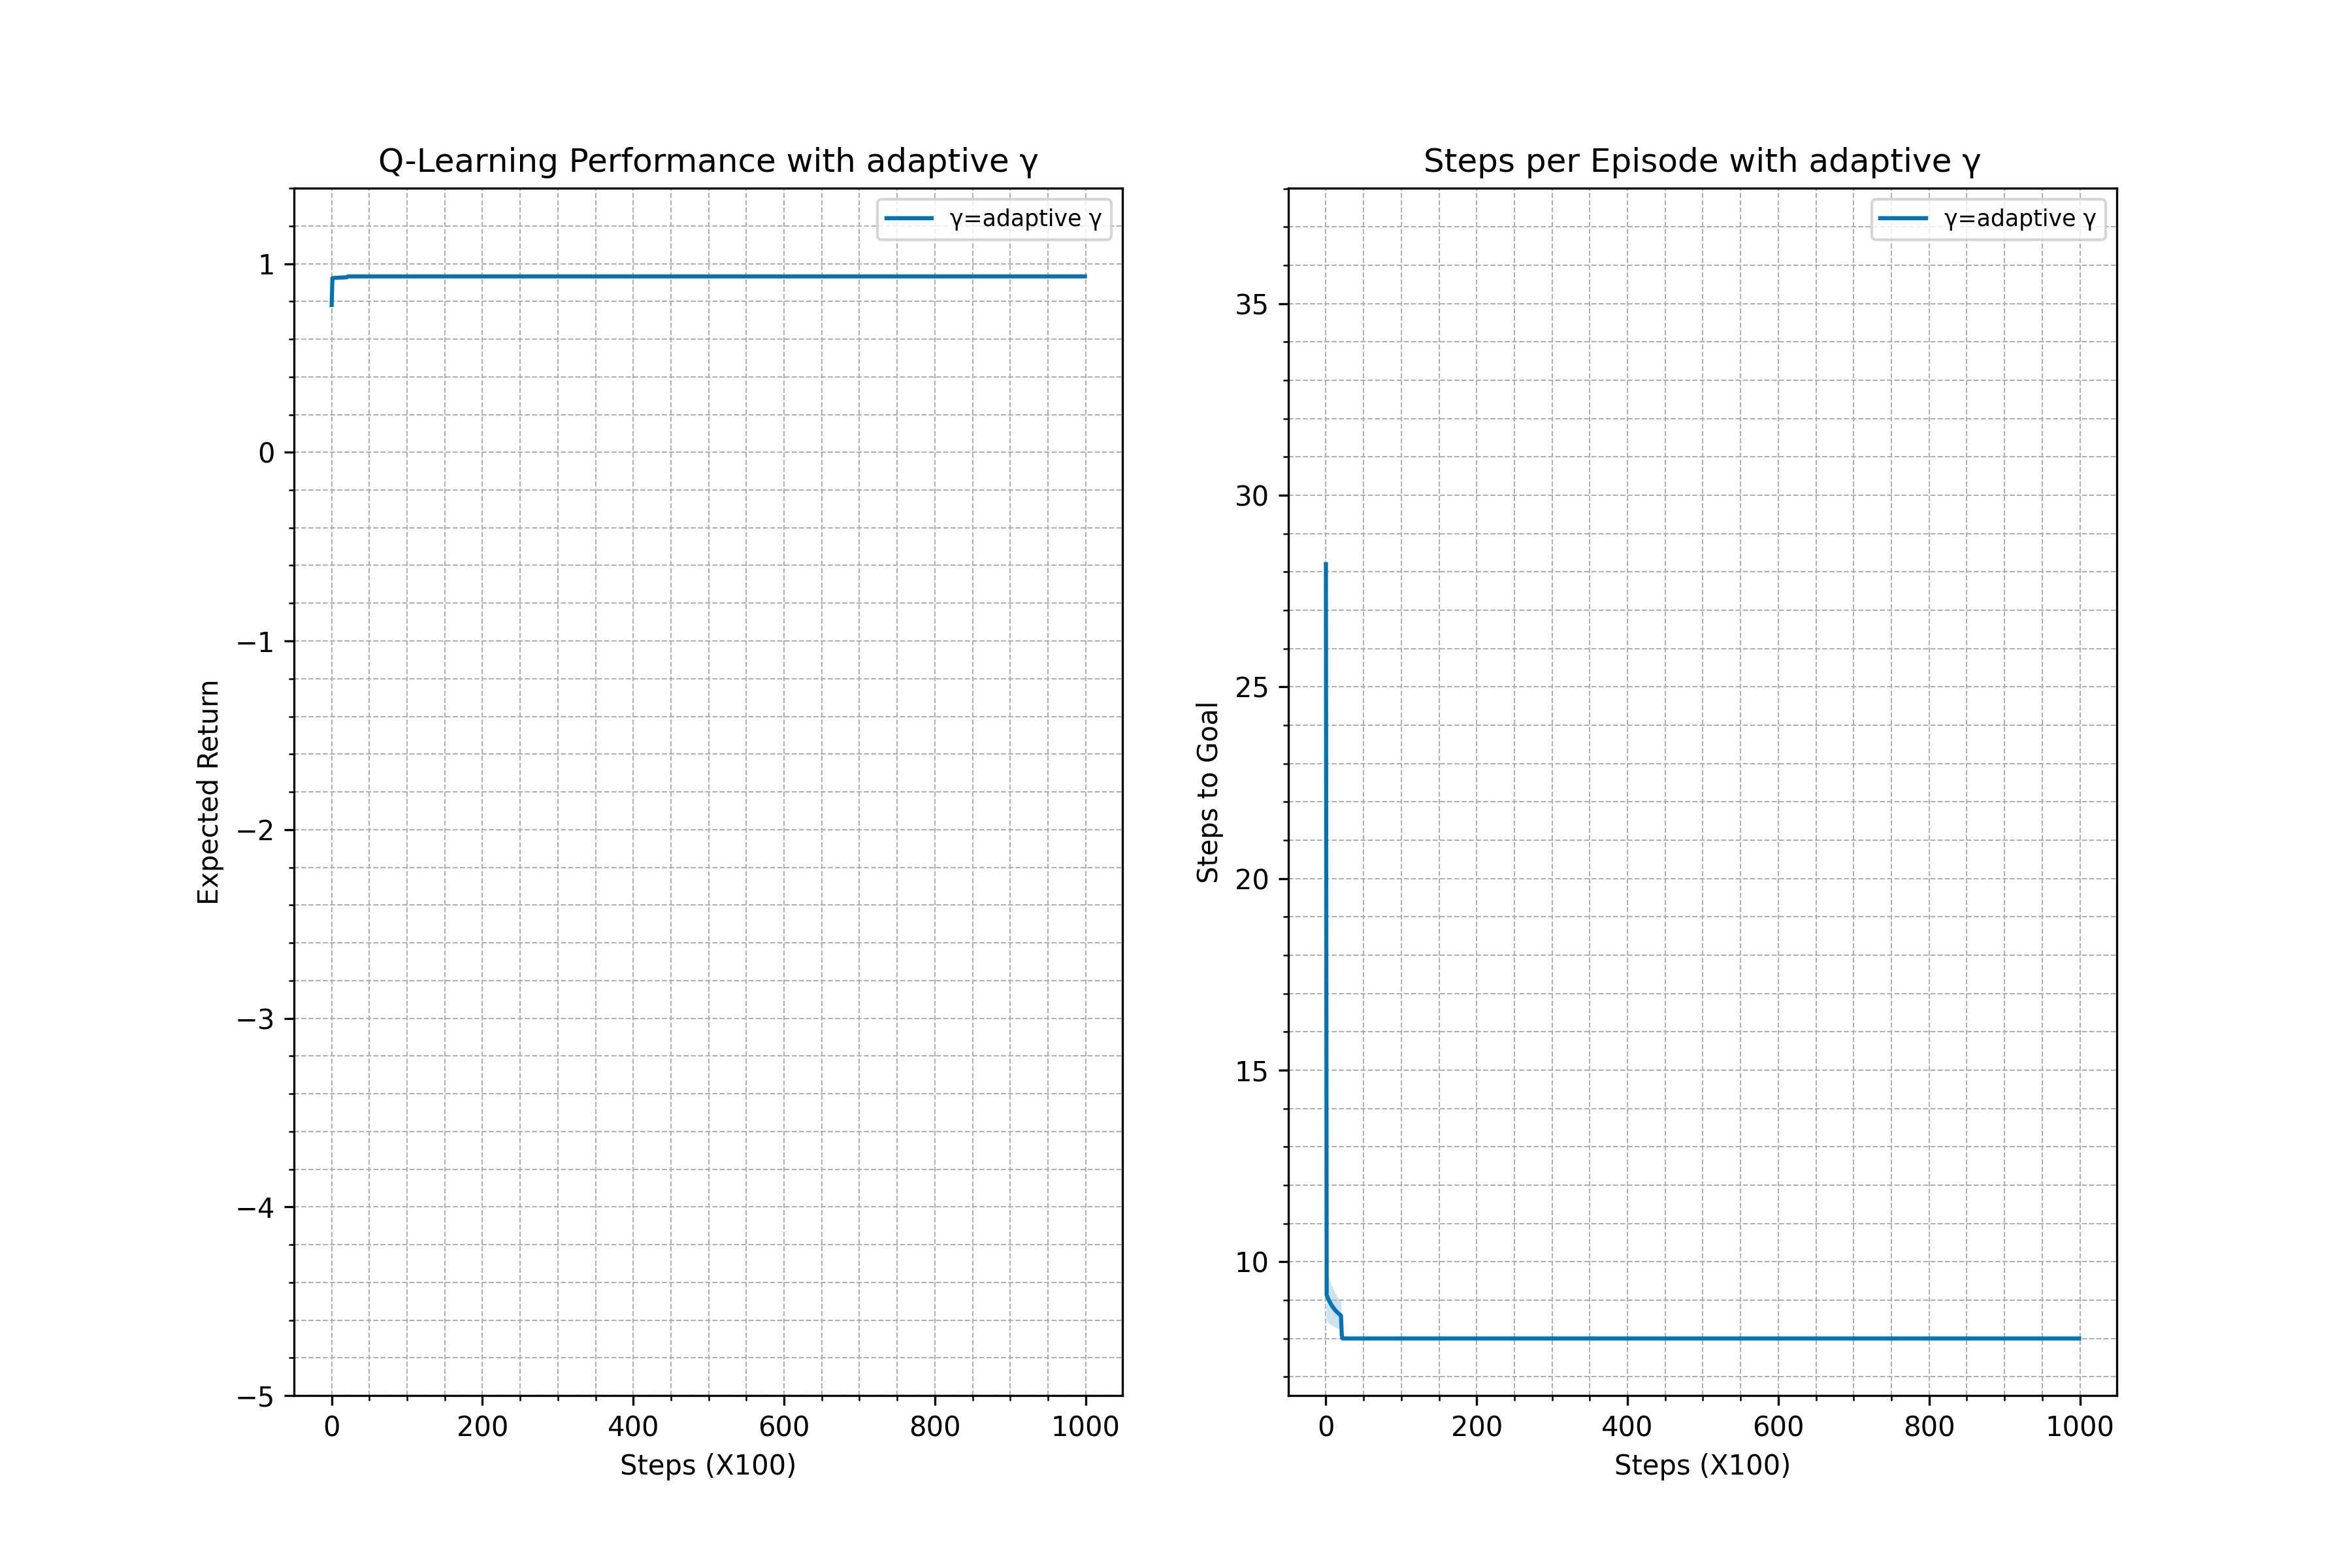 Q-Learning Performance with adaptive γ
γ=adaptive γ
1
0
−1
−2
−3
−4
−5
Expected Return
0 200 400 600 800 1000
Steps (X100)
Steps per Episode with adaptive γ
γ=adaptive γ
35
30
25
20
15
10
Steps to Goal
0 200 400 600 800 1000
Steps (X100)